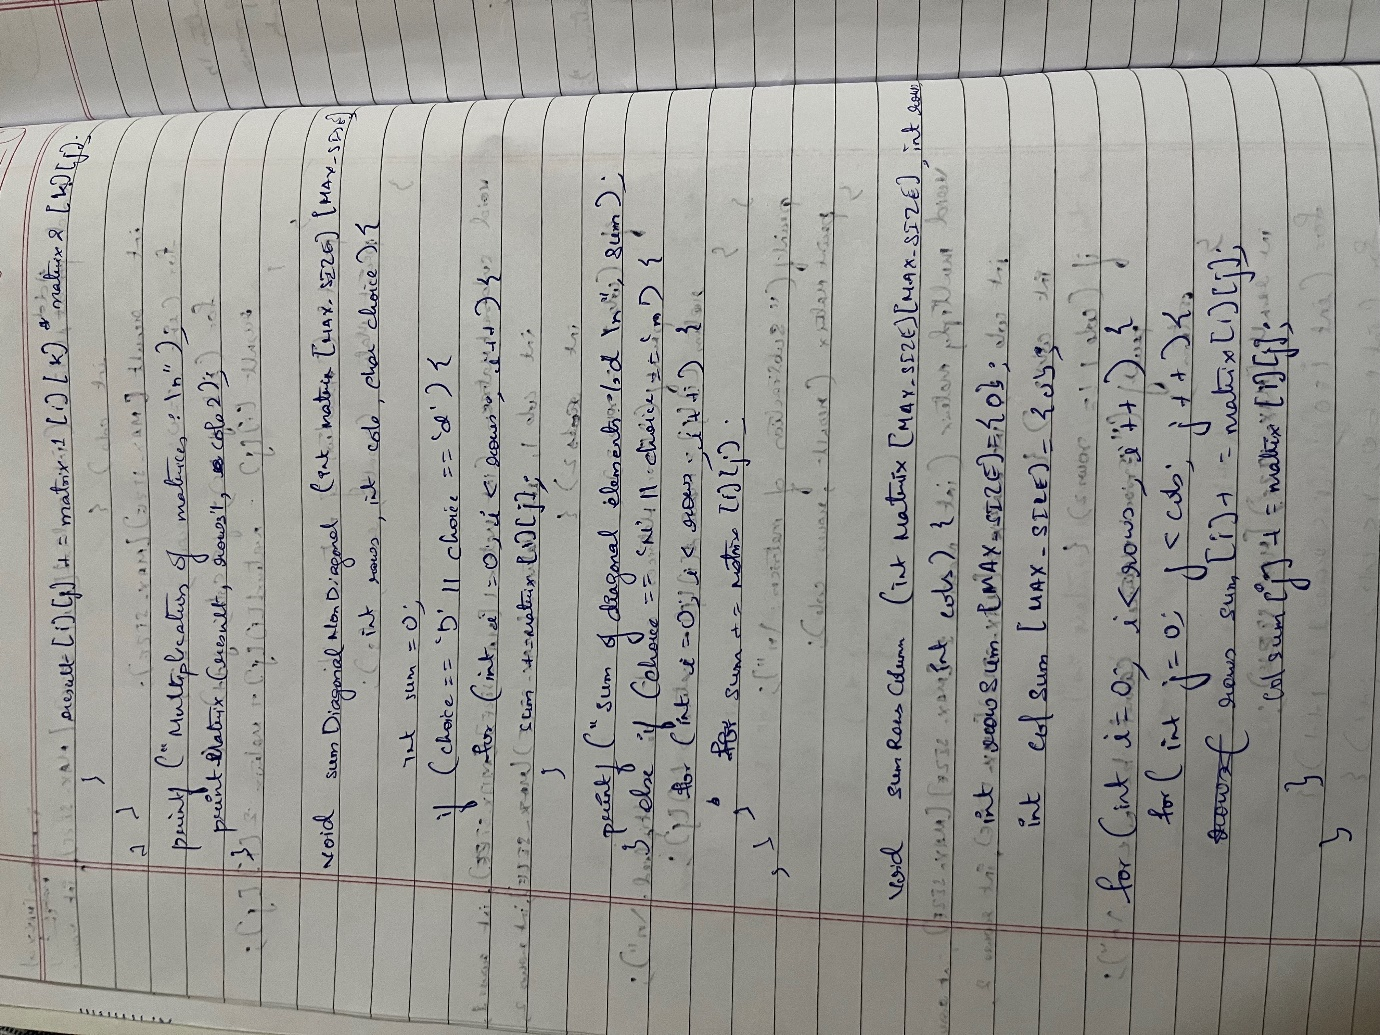 result [i][j] += matrix1 [i][k] * matrix2 [k][j];
}
}
}
printf ("Multiplication of matrices: \n");
printMatrix (result, rows1, cols2);
}
void sumDiagonalNonDiagonal (int matrix [MAX_SIZE] [MAX_SIZE]
int rows, int cols, char choice) {
int sum = 0;
if (choice == 'D' || choice == 'd') {
for (int i = 0; i < rows; i++) {
sum += matrix[i][j];
}
printf ("Sum of diagonal elements: %d \n", sum);
} else if (choice == 'N' || choice == 'n') {
for (int i = 0; i < rows; i++) {
sum += matrix [i][j];
}
}
}
void sumRowColumn (int matrix [MAX_SIZE][MAX_SIZE], int rows
int cols) {
int rowSum [MAX_SIZE] = {0};
int colSum [MAX_SIZE] = {0};
for (int i = 0; i < rows; i++) {
for (int j = 0; j < cols; j++) {
rows sum [i] += matrix [i][j];
colsum [j] += matrix [i][j];
}
}